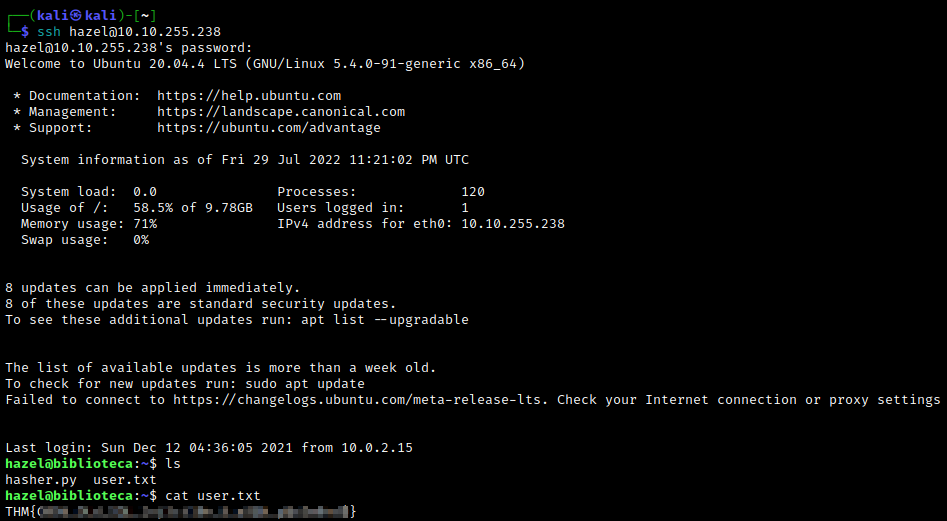 ┌──(kali㉿kali)-[~]
└─$ ssh hazel@10.10.255.238
hazel@10.10.255.238's password:
Welcome to Ubuntu 20.04.4 LTS (GNU/Linux 5.4.0-91-generic x86_64)
* Documentation:  https://help.ubuntu.com
* Management:     https://landscape.canonical.com
* Support:        https://ubuntu.com/advantage
System information as of Fri 29 Jul 2022 11:21:02 PM UTC
System load:  0.0               Processes:             120
Usage of /:   58.5% of 9.78GB   Users logged in:       1
Memory usage: 71%               IPv4 address for eth0: 10.10.255.238
Swap usage:   0%
8 updates can be applied immediately.
8 of these updates are standard security updates.
To see these additional updates run: apt list --upgradable
The list of available updates is more than a week old.
To check for new updates run: sudo apt update
Failed to connect to https://changelogs.ubuntu.com/meta-release-lts. Check your Internet connection or proxy settings
Last login: Sun Dec 12 04:36:05 2021 from 10.0.2.15
hazel@biblioteca:~$ ls
hasher.py  user.txt
hazel@biblioteca:~$ cat user.txt
THM{ }